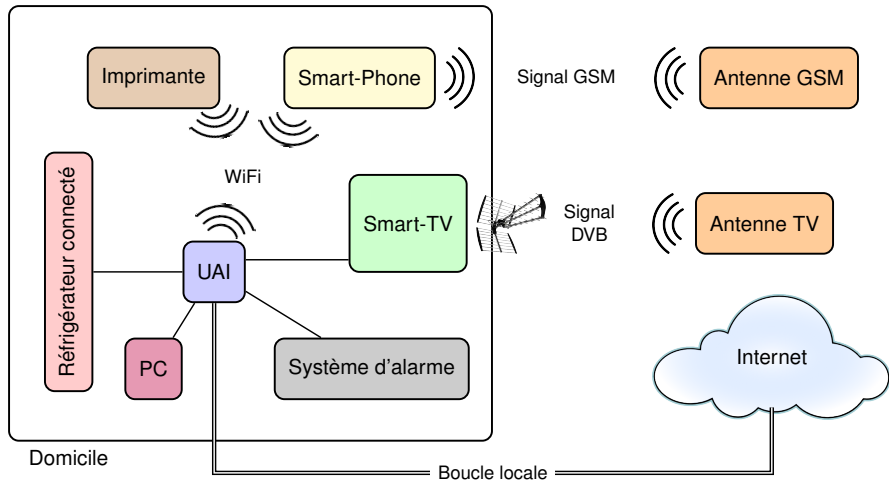 Imprimante
Smart-Phone
Signal GSM
Antenne GSM
WiFi
Réfrigérateur connecté
Smart-TV
Signal
DVB
Antenne TV
UAI
PC
Système d'alarme
Internet
Domicile
Boucle locale